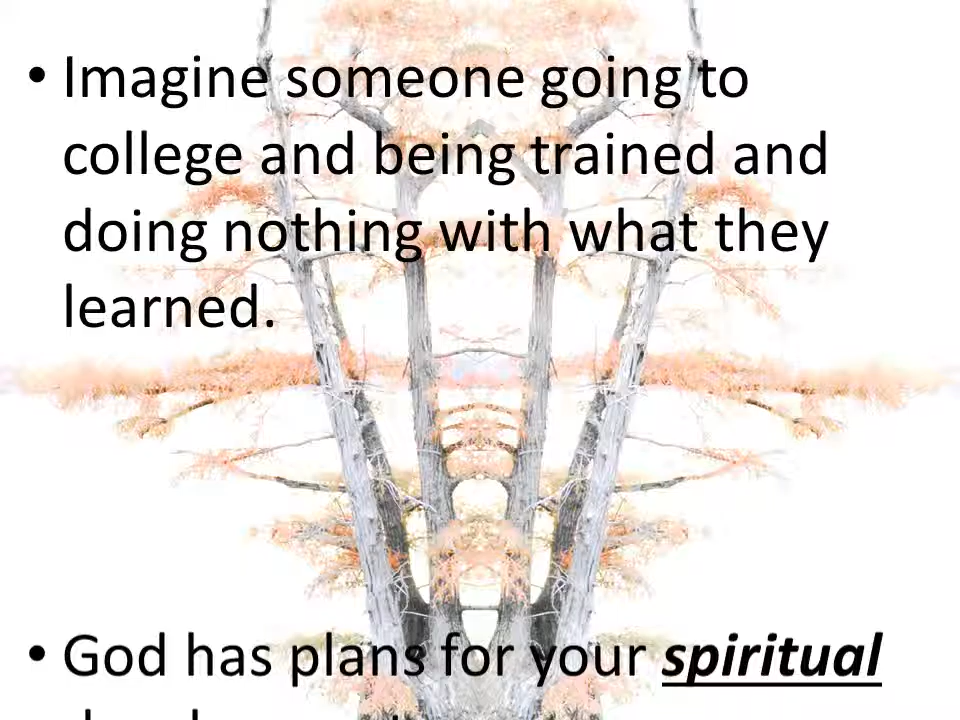 • Imagine someone going to
college and being trained and
doing nothing with what they
learned.
• God has plans for your spiritual